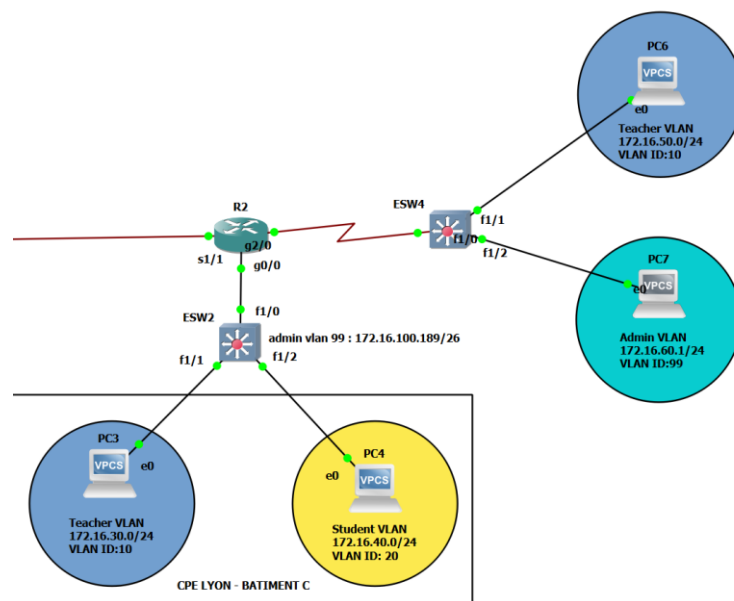 PC6
VPCS
e0
Teacher VLAN
172.16.50.0/24
VLAN ID:10
R2
ESW4
f1/1
s1/1
g2/0
f1/0
g0/0
f1/2
PC7
e0
VPCS
Admin VLAN
172.16.60.1/24
VLAN ID:99
f1/0
ESW2
admin vlan 99 : 172.16.100.189/26
f1/1
f1/2
PC3
VPCS
e0
Teacher VLAN
172.16.30.0/24
VLAN ID:10
PC4
e0
VPCS
Student VLAN
172.16.40.0/24
VLAN ID: 20
CPE LYON - BATIMENT C